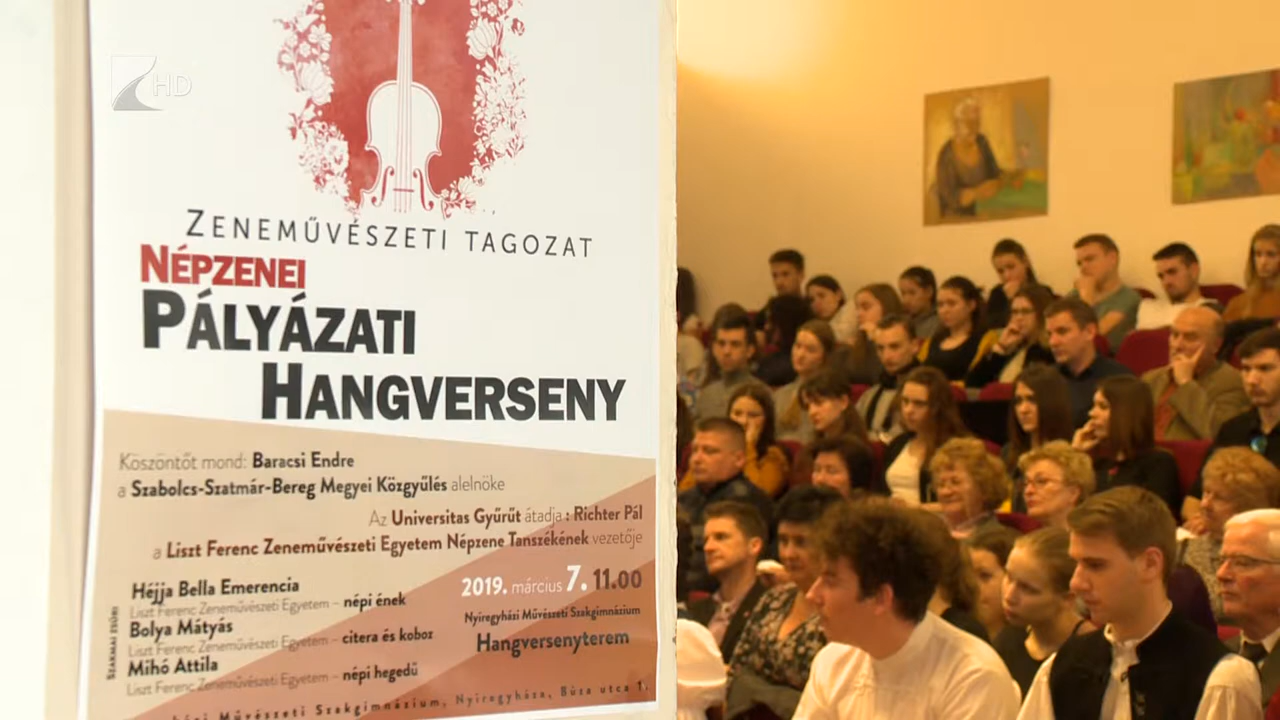 HD
ZENEMŰVÉSZETI TAGOZAT
NÉPZENEI
PÁLYÁZATI
HANGVERSENY
Köszöntőt mond: Baracsi Endre
a Szabolcs-Szatmár-Bereg Megyei Közgyűlés alelnöke
Az Universitas Gyűrűt átadja : Richter Pál
a Liszt Ferenc Zeneművészeti Egyetem Népzene Tanszékének vezetője
SZAKMAI ZSŰRI
Héjja Bella Emerencia
Liszt Ferenc Zeneművészeti Egyetem – népi ének
Bolya Mátyás
Liszt Ferenc Zeneművészeti Egyetem – citera és koboz
Mihó Attila
Liszt Ferenc Zeneművészeti Egyetem – népi hegedű
2019. március 7. 11.00
Nyíregyházi Művészeti Szakgimnázium
Hangversenyterem
Művészeti Szakgimnázium, Nyíregyháza, Búza utca 1.